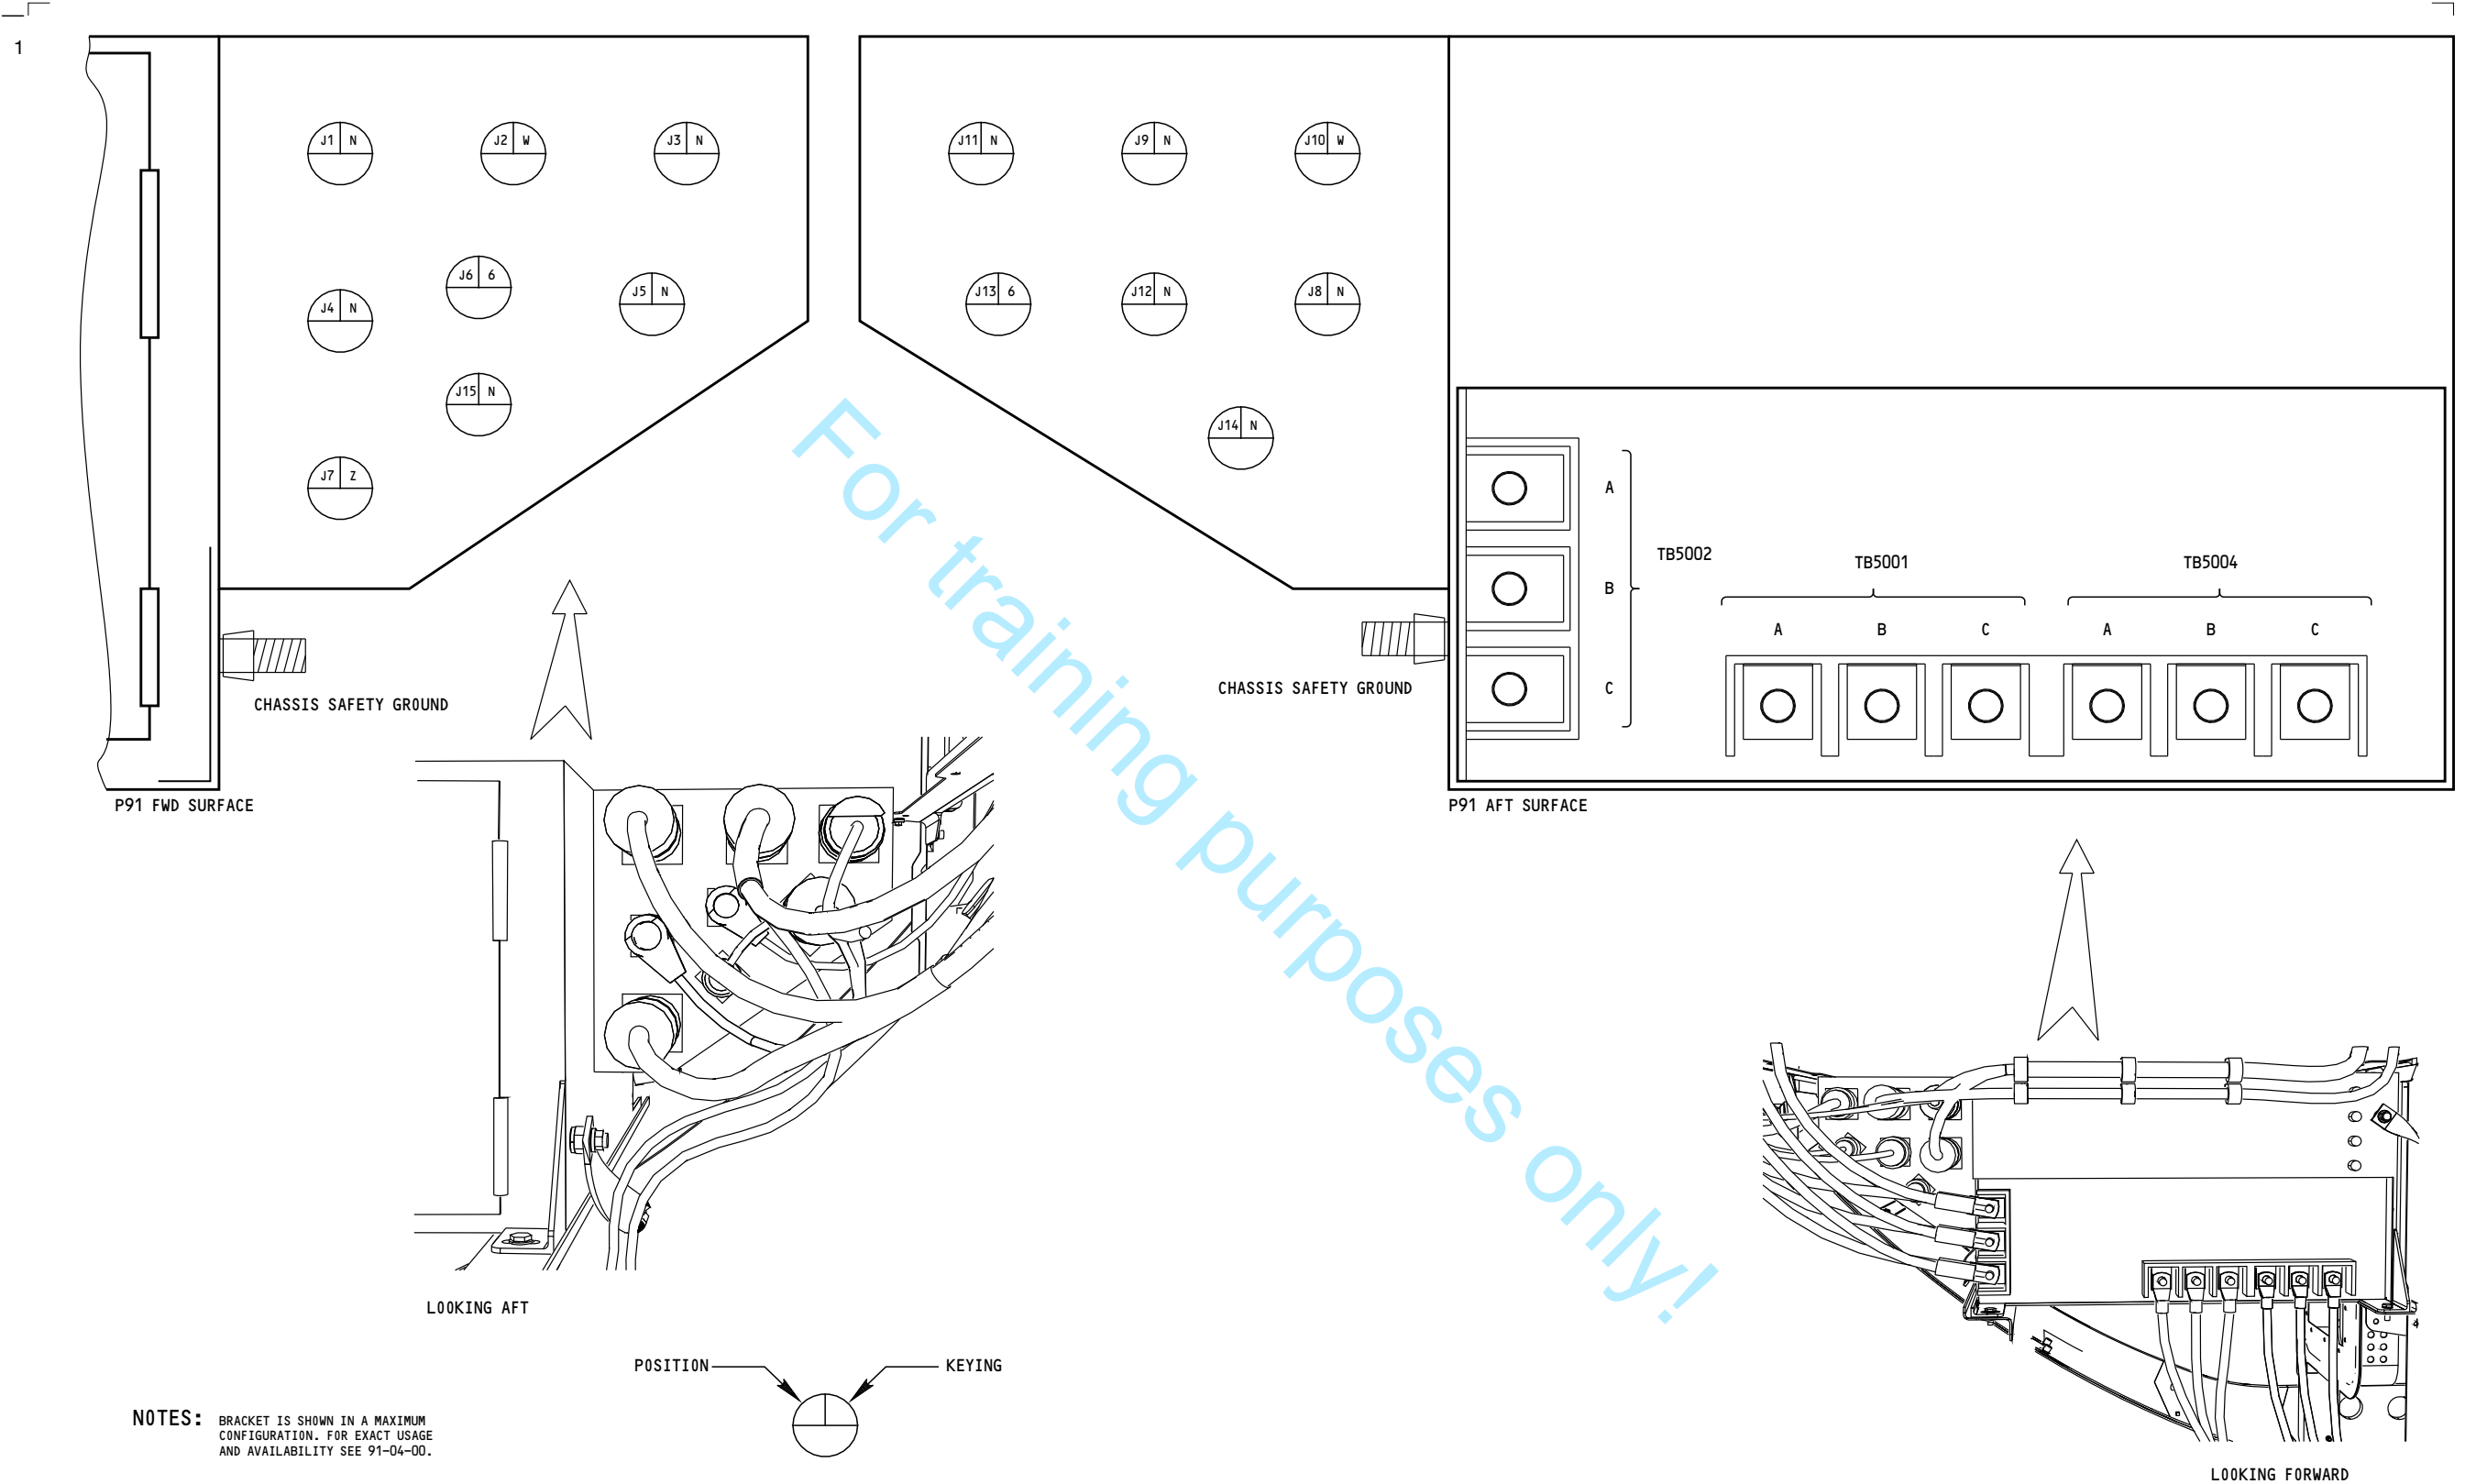 1
J1 N
J2 W
J3 N
J11 N
J9 N
J10 W
J6 6
J5 N
J4 N
J13 6
J12 N
J8 N
J15 N
J14 N
J7 Z
A
B
C
TB5002
TB5001
TB5004
A B C
A B C
CHASSIS SAFETY GROUND
CHASSIS SAFETY GROUND
P91 FWD SURFACE
P91 AFT SURFACE
For training purposes only!
LOOKING AFT
4
POSITION
KEYING
NOTES:
BRACKET IS SHOWN IN A MAXIMUM
CONFIGURATION. FOR EXACT USAGE
AND AVAILABILITY SEE 91-04-00.
LOOKING FORWARD